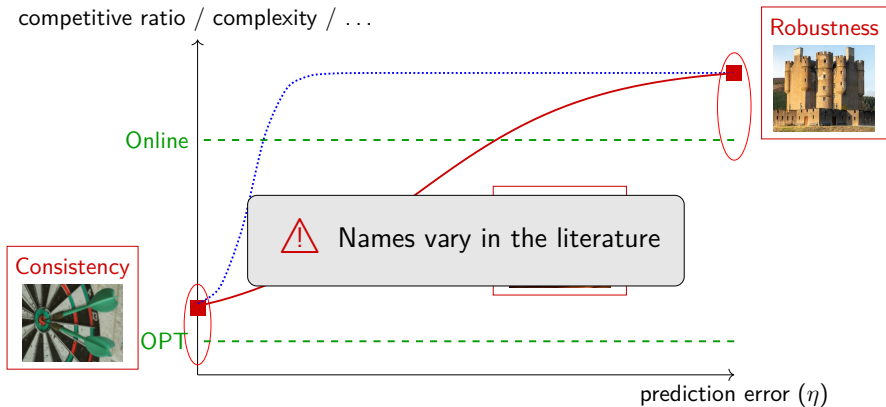 competitive ratio / complexity / ...
Robustness
Online
Names vary in the literature
Consistency
OPT
prediction error (η)